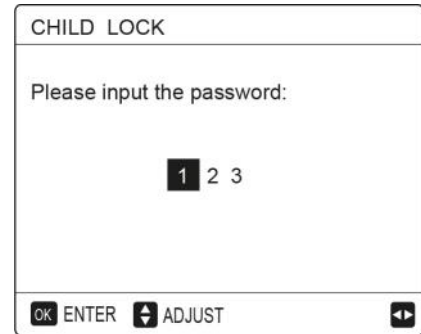 CHILD LOCK
Please input the password:
1 2 3
OK ENTER ADJUST